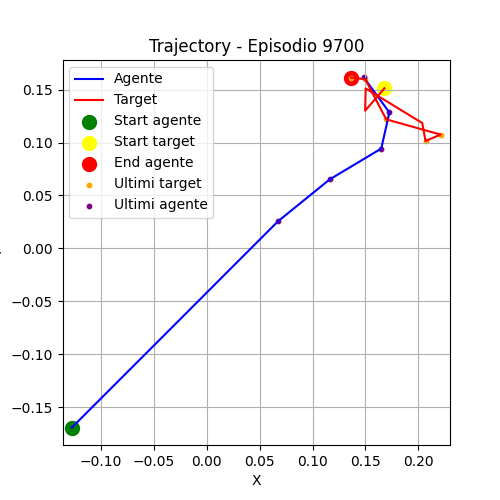 Trajectory - Episodio 9700
Agente
Target
Start agente
Start target
End agente
Ultimi target
Ultimi agente
0.15
0.10
0.05
0.00
−0.05
−0.10
−0.15
−0.10
−0.05
0.00
0.05
0.10
0.15
0.20
X